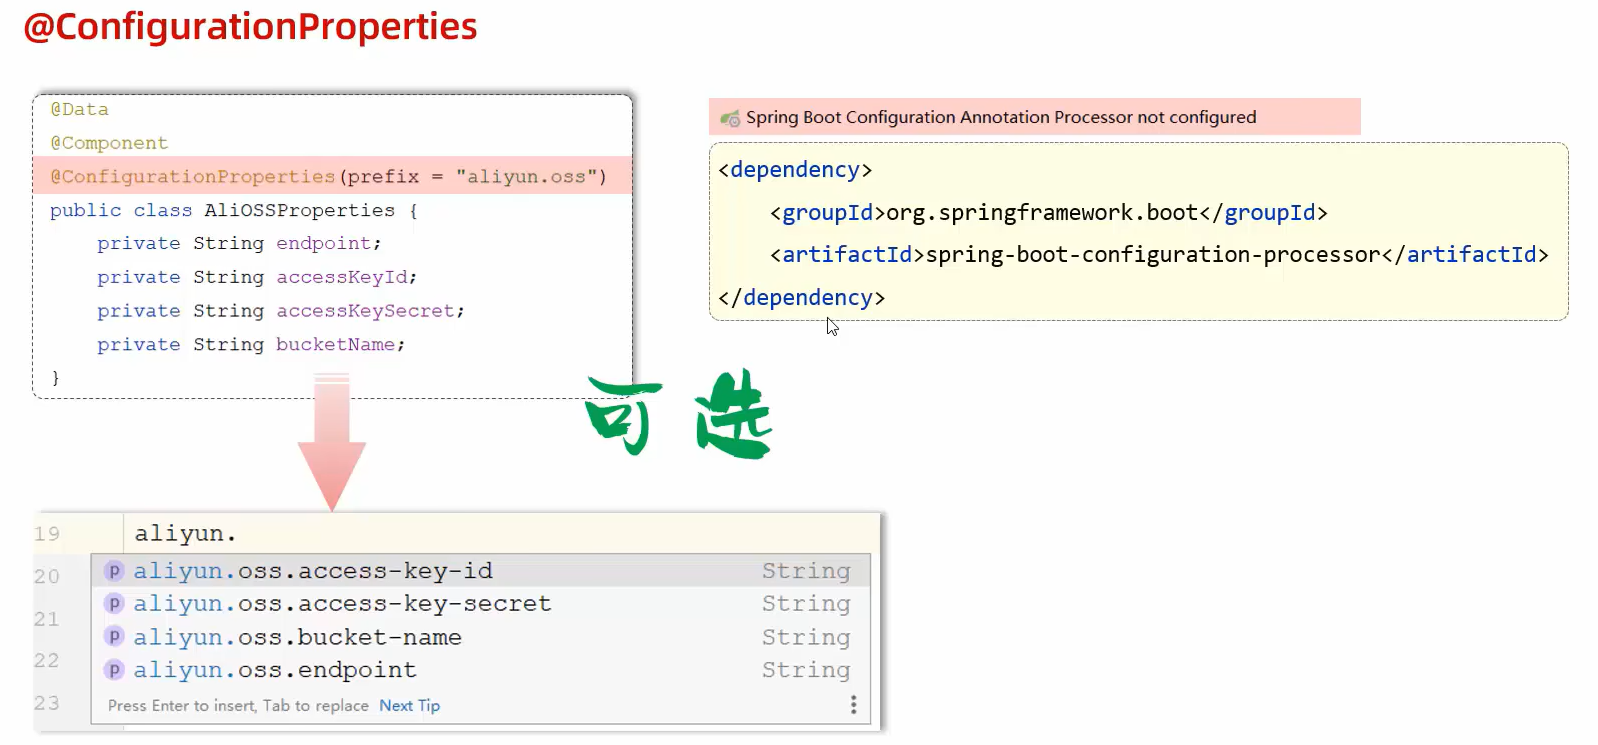 @ConfigurationProperties
@Data
@Component
@ConfigurationProperties(prefix = "aliyun.oss")
public class AliOSSProperties {
private String endpoint;
private String accessKeyId;
private String accessKeySecret;
private String bucketName;
}
Spring Boot Configuration Annotation Processor not configured
<dependency>
<groupId>org.springframework.boot</groupId>
<artifactId>spring-boot-configuration-processor</artifactId>
</dependency>
可选
19 aliyun.
20 p aliyun.oss.access-key-id String
p aliyun.oss.access-key-secret String
21 p aliyun.oss.bucket-name String
22 p aliyun.oss.endpoint String
23 Press Enter to insert, Tab to replace Next Tip